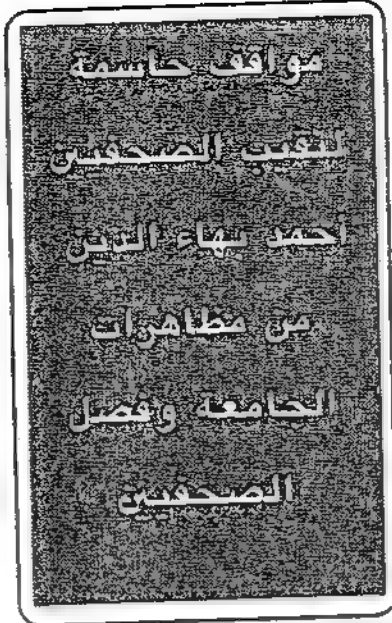 مواقف حاسمة
لنقيب الصحفيين
أحمد بهاء الدين
من مظاهرات
الجامعة وفصل
الصحفيين